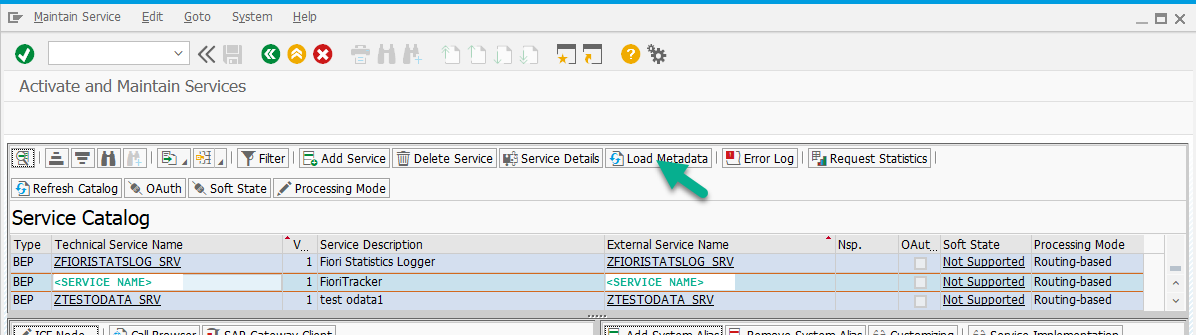 Maintain Service Edit Goto System Help
Activate and Maintain Services
Filter Add Service Delete Service Service Details Load Metadata Error Log Request Statistics
Refresh Catalog OAuth Soft State Processing Mode
Service Catalog
Type Technical Service Name V... Service Description External Service Name Nsp. OAut... Soft State Processing Mode
BEP ZFIORISTATSLOG_SRV 1 Fiori Statistics Logger ZFIORISTATSLOG_SRV Not Supported Routing-based
BEP <SERVICE NAME> 1 FioriTracker <SERVICE NAME> Not Supported Routing-based
BEP ZTESTODATA_SRV 1 test odata1 ZTESTODATA_SRV Not Supported Routing-based
ICF Node Call Browser SAP Gateway Client Add System Alias Remove System Alias Customizing Service Implementation